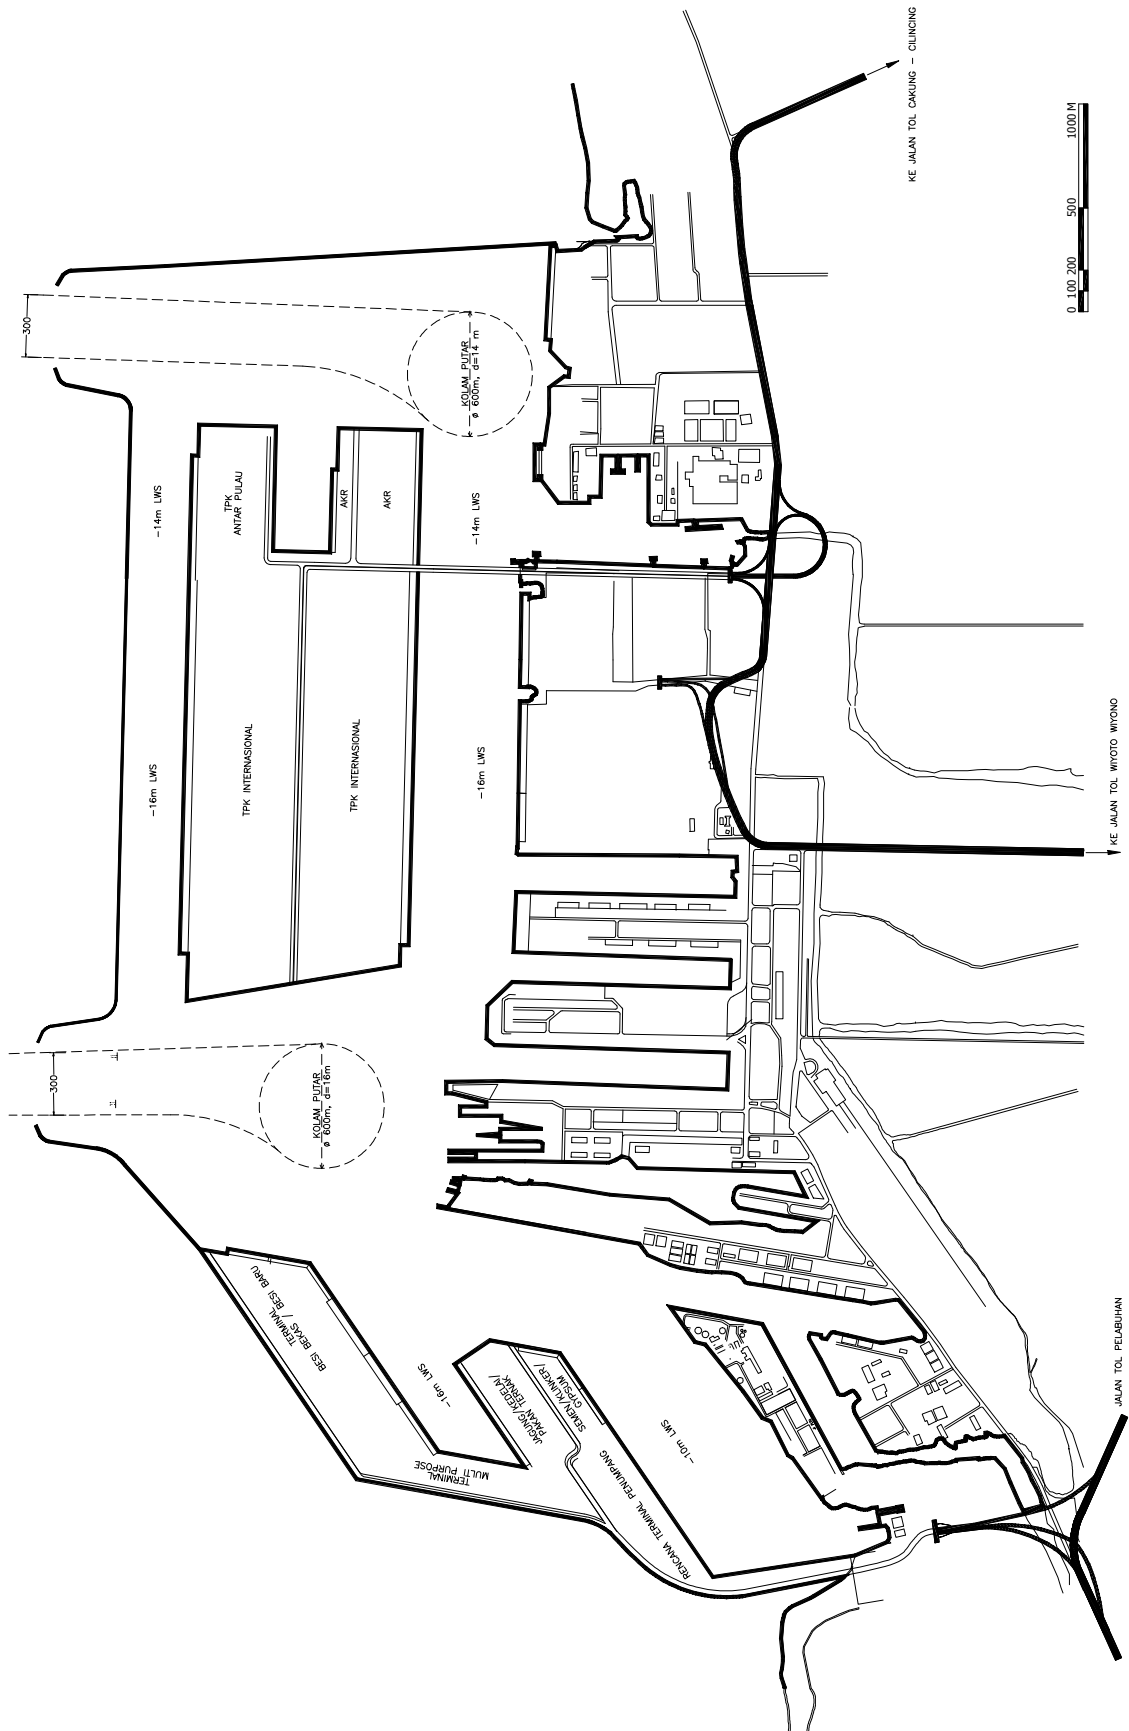 KE JALAN TOL CAKUNG - CILINCING
0 100 200 500 1000 M
300
KOLAM PUTAR
ø 600m, d=14 m
TPK
ANTAR PULAU
AKR
AKR
-14m LWS
-14m LWS
TPK INTERNASIONAL
TPK INTERNASIONAL
-16m LWS
-16m LWS
KE JALAN TOL WIYOTO WIYONO
300
KOLAM PUTAR
ø 600m, d=16m
TERMINAL
BESI BEKAS / BESI BARU
-16m LWS
TERMINAL
MULTI PURPOSE
JAGUNG/KEDELAI/
PAKAN TERNAK
SEMEN/KLINKER/
GYPSUM
-10m LWS
RENCANA TERMINAL PENUMPANG
JALAN TOL PELABUHAN